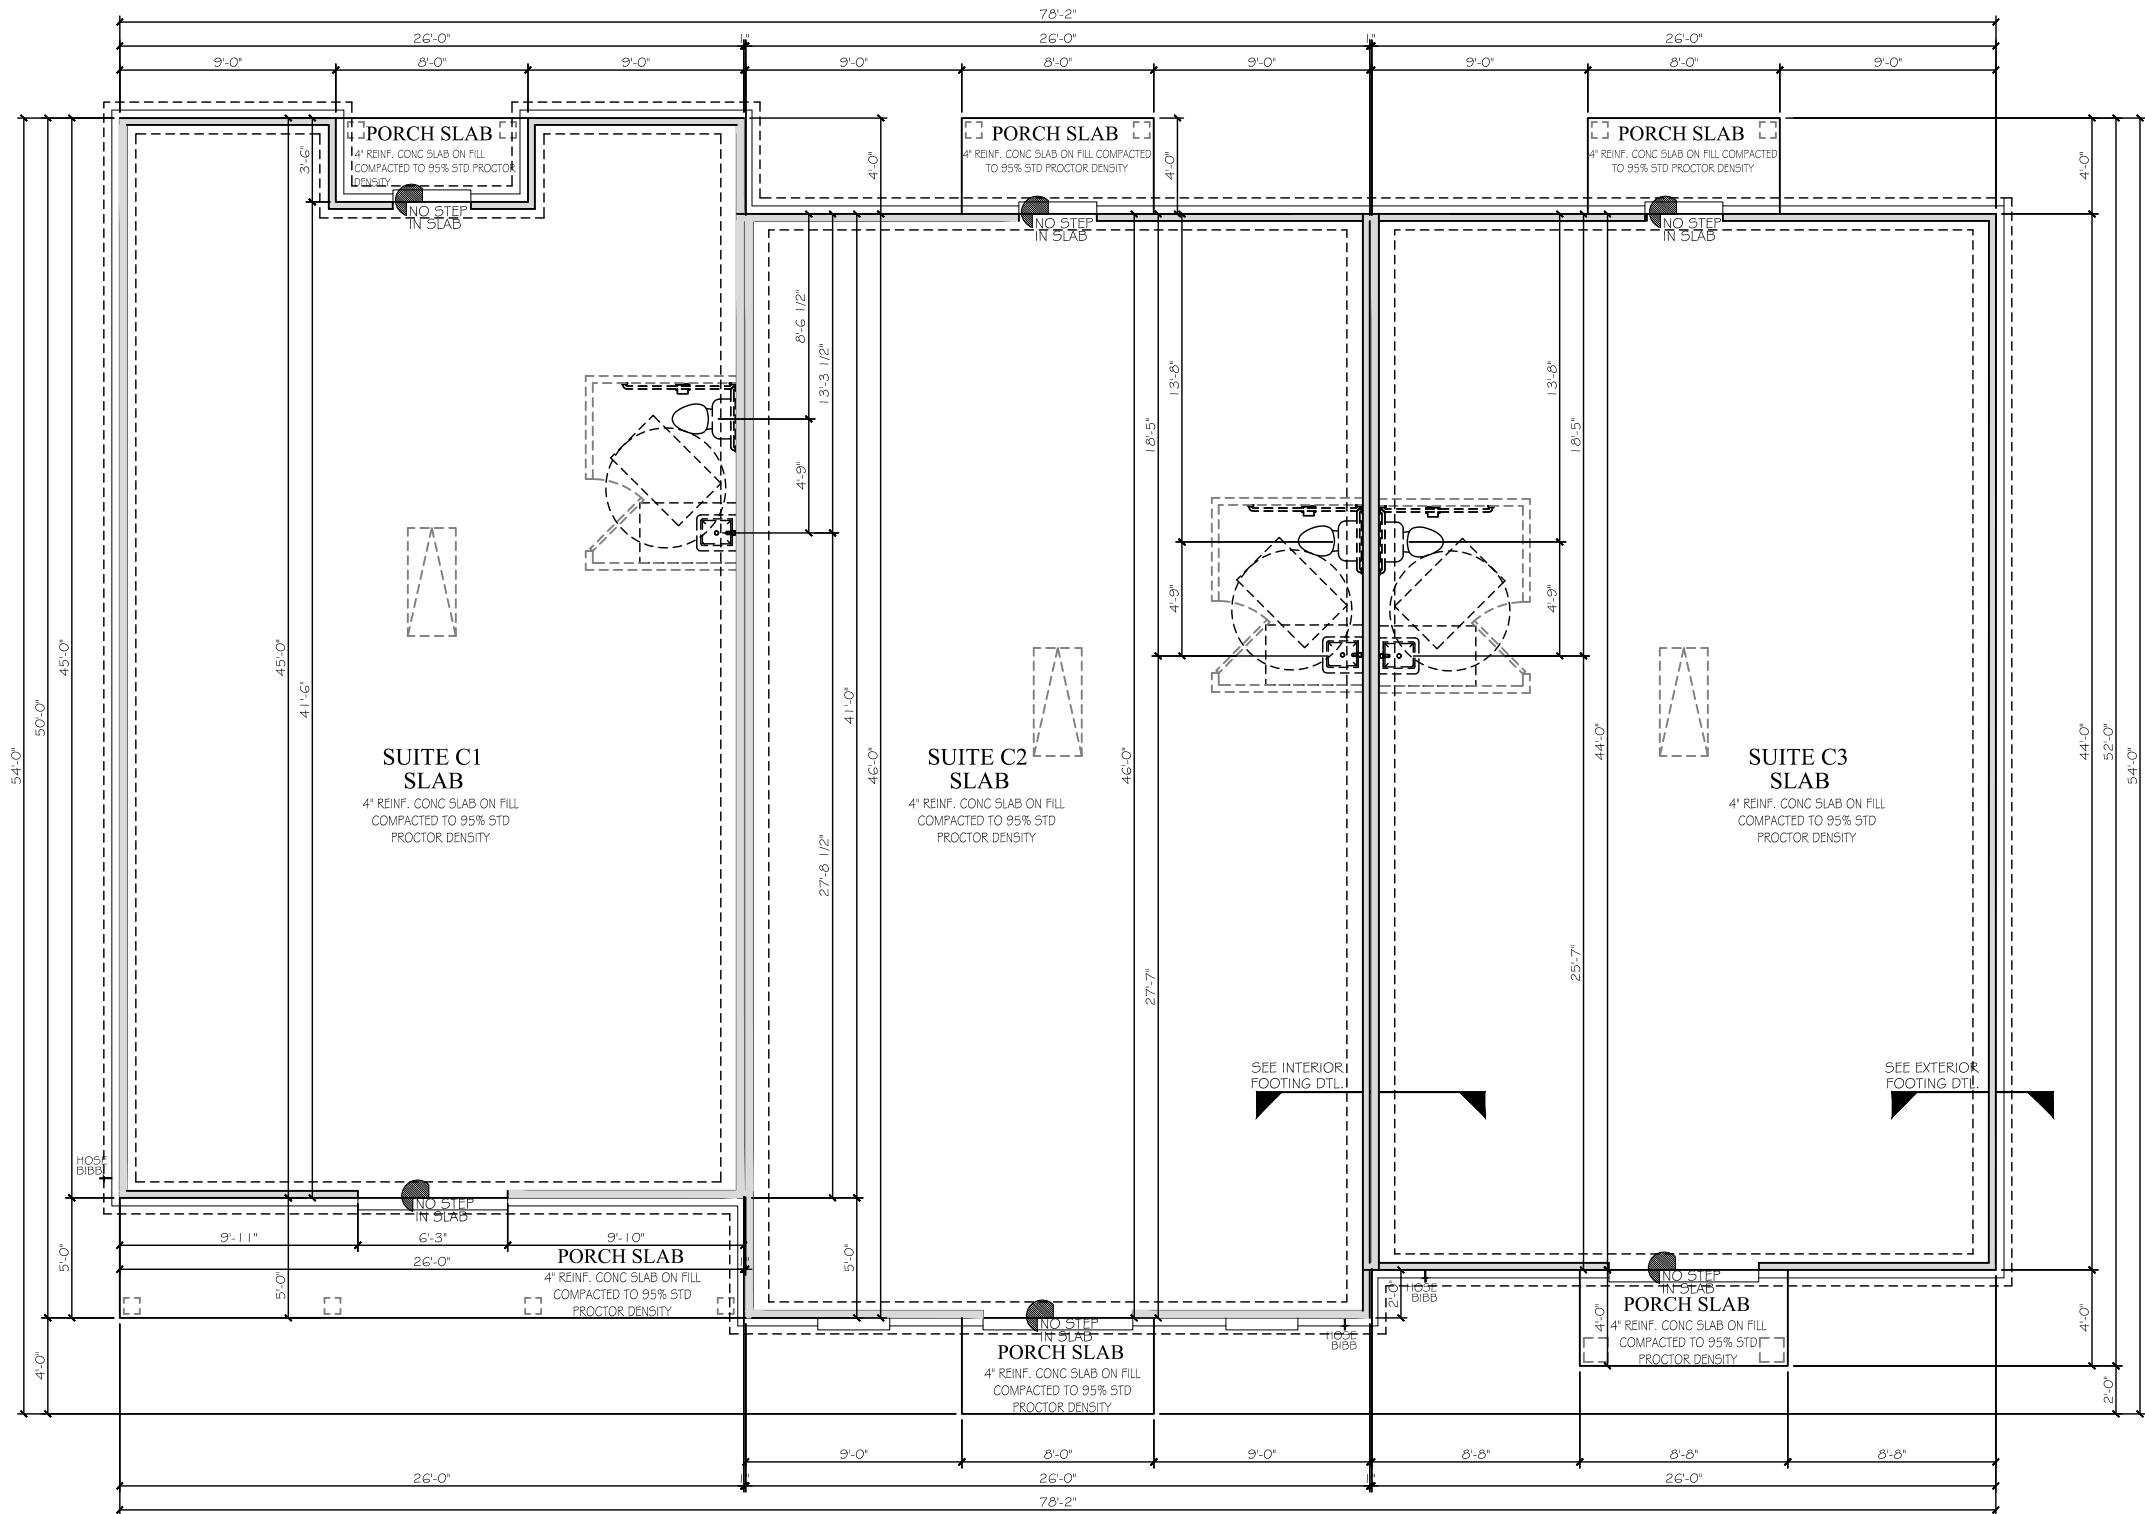 78'-2"
26'-0" 1" 26'-0" 1" 26'-0"
9'-0" 8'-0" 9'-0" 9'-0" 8'-0" 9'-0" 9'-0" 8'-0" 9'-0"
PORCH SLAB
4" REINF. CONC SLAB ON FILL
COMPACTED TO 95% STD PROCTOR
DENSITY
NO STEP
IN SLAB
3'-6"
PORCH SLAB
4" REINF. CONC SLAB ON FILL COMPACTED
TO 95% STD PROCTOR DENSITY
NO STEP
IN SLAB
4'-0"
4'-0"
PORCH SLAB
4" REINF. CONC SLAB ON FILL COMPACTED
TO 95% STD PROCTOR DENSITY
NO STEP
IN SLAB
4'-0"
8'-6 1/2"
13'-3 1/2"
4'-9"
13'-8"
18'-5"
4'-9"
13'-8"
18'-5"
4'-9"
54'-0"
50'-0"
45'-0"
45'-0"
41'-6"
41'-0"
46'-0"
46'-0"
44'-0"
44'-0"
52'-0"
54'-0"
SUITE C1
SLAB
4" REINF. CONC SLAB ON FILL
COMPACTED TO 95% STD
PROCTOR DENSITY
SUITE C2
SLAB
4" REINF. CONC SLAB ON FILL
COMPACTED TO 95% STD
PROCTOR DENSITY
SUITE C3
SLAB
4" REINF. CONC SLAB ON FILL
COMPACTED TO 95% STD
PROCTOR DENSITY
27'-8 1/2"
27'-7"
25'-7"
SEE INTERIOR
FOOTING DTL.
SEE EXTERIOR
FOOTING DTL.
HOSE
BIBB
NO STEP
IN SLAB
9'-11" 6'-3" 9'-10"
26'-0" 1"
5'-0"
5'-0"
5'-0"
PORCH SLAB
4" REINF. CONC SLAB ON FILL
COMPACTED TO 95% STD
PROCTOR DENSITY
NO STEP
IN SLAB
HOSE
BIBB
PORCH SLAB
4" REINF. CONC SLAB ON FILL
COMPACTED TO 95% STD
PROCTOR DENSITY
2'-0"
HOSE
BIBB
NO STEP
IN SLAB
PORCH SLAB
4" REINF. CONC SLAB ON FILL
COMPACTED TO 95% STD
PROCTOR DENSITY
4'-0"
4'-0"
4'-0"
2'-0"
9'-0" 8'-0" 9'-0" 8'-8" 8'-8" 8'-8"
26'-0" 1" 26'-0" 1" 26'-0"
78'-2"